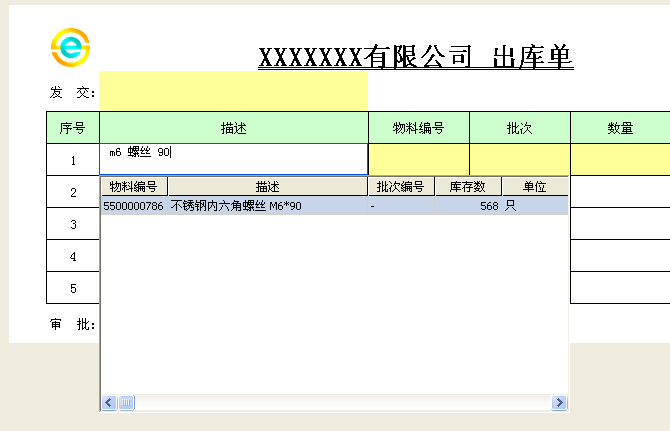 XXXXXXX有限公司 出库单
发 交:
序号 描述 物料编号 批次 数量
1 m6 螺丝 90
物料编号 描述 批次编号 库存数 单位
2 5500000786 不锈钢内六角螺丝M6*90 - 568 只
3
4
5
审 批: